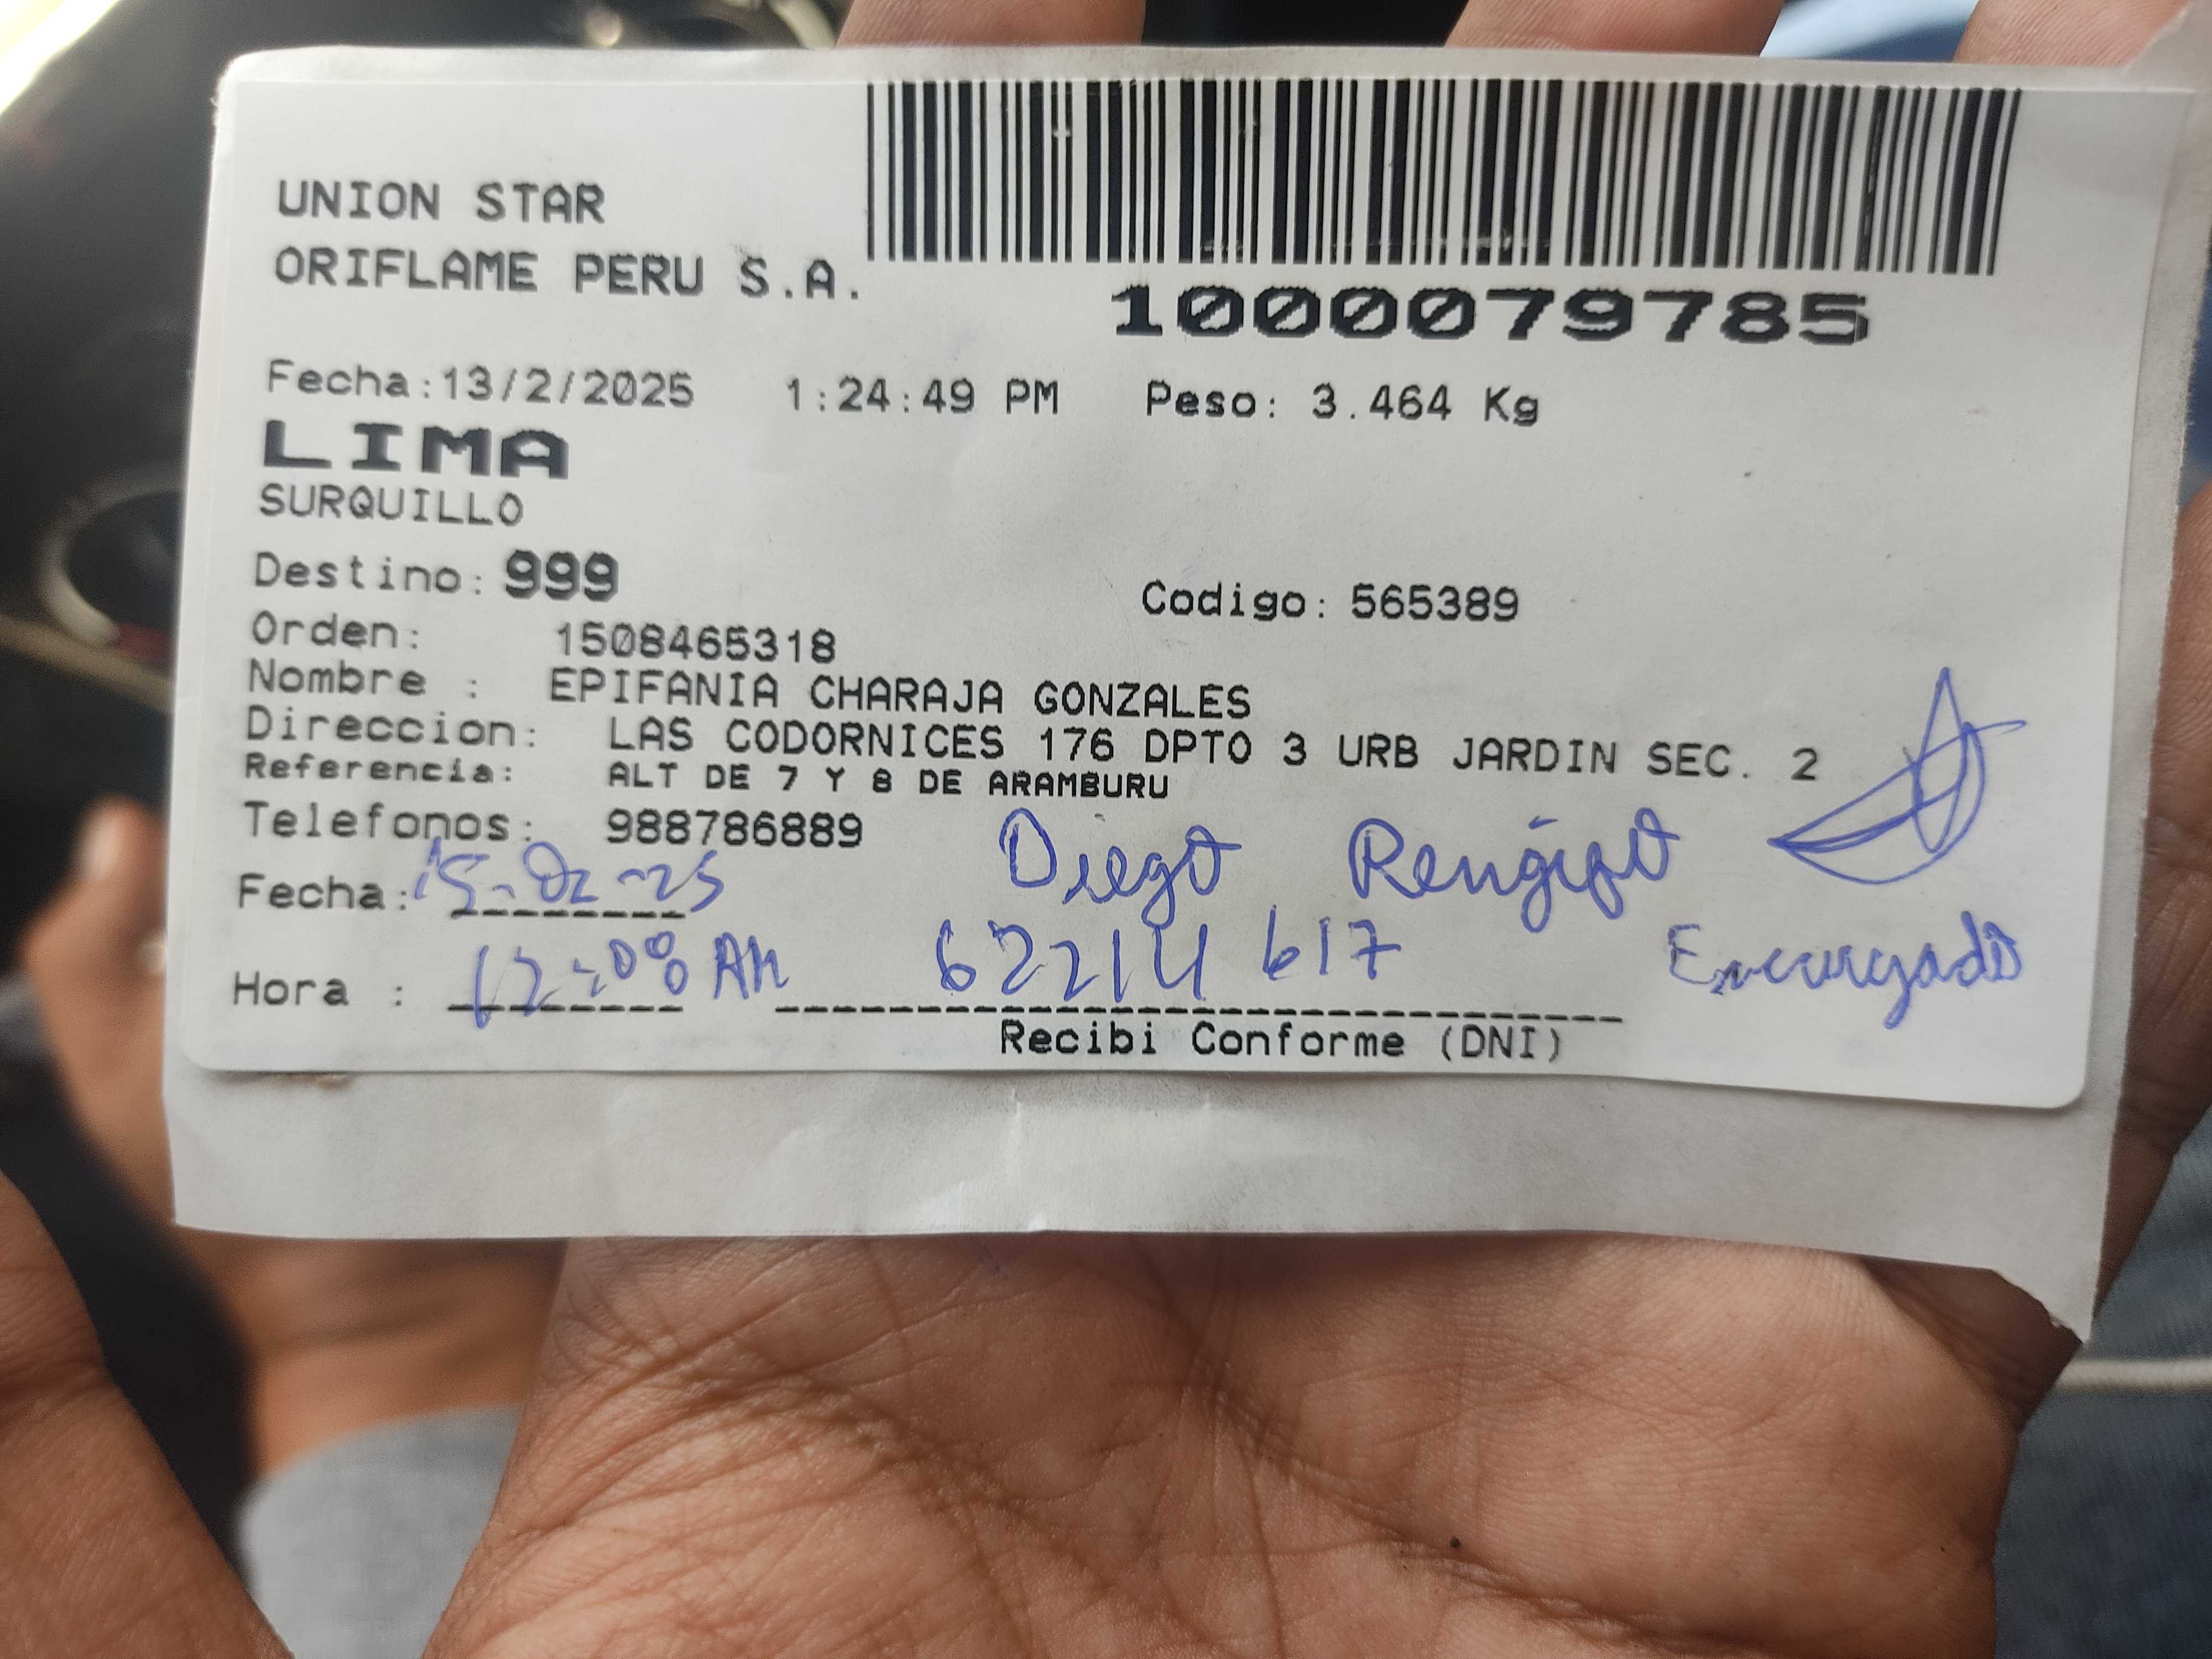 UNION STAR
ORIFLAME PERU S.A.
1000079785
Fecha:13/2/2025 1:24:49 PM Peso: 3.464 Kg
LIMA
SURQUILLO
Destino: 999
Codigo: 565389
Orden: 1508465318
Nombre : EPIFANIA CHARAJA GONZALES
Direccion: LAS CODORNICES 176 DPTO 3 URB JARDIN SEC. 2
Referencia: ALT DE 7 Y 8 DE ARAMBURU
Telefonos: 988786889
Diego Rengifo
Fecha: 15-02-25
Hora : 12:08 AM 62214617 Encargado
Recibi Conforme (DNI)